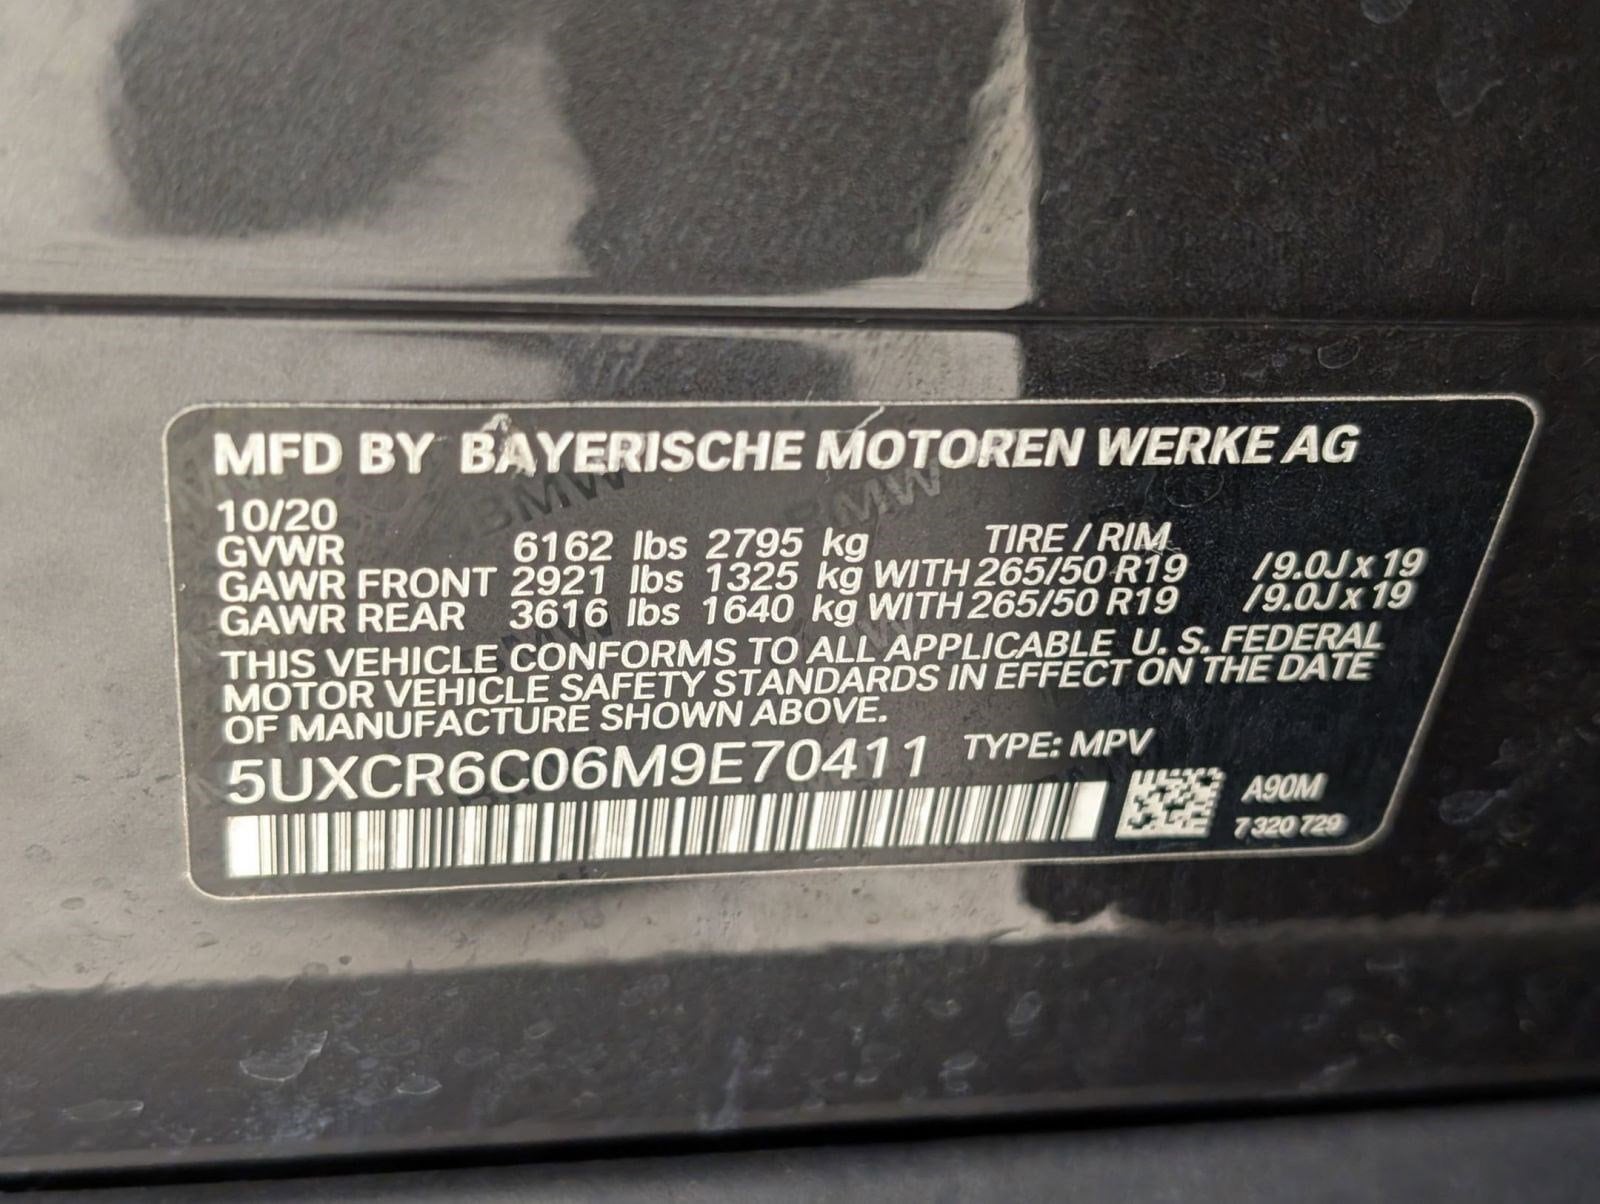 MFD BY BAYERISCHE MOTOREN WERKE AG
10/20
GVWR 6162 lbs 2795 kg TIRE / RIM
GAWR FRONT 2921 lbs 1325 kg WITH 265/50 R19 /9.0J x 19
GAWR REAR 3616 lbs 1640 kg WITH 265/50 R19 /9.0J x 19
THIS VEHICLE CONFORMS TO ALL APPLICABLE U. S. FEDERAL
MOTOR VEHICLE SAFETY STANDARDS IN EFFECT ON THE DATE
OF MANUFACTURE SHOWN ABOVE.
5UXCR6C06M9E70411 TYPE: MPV
A90M
7 320 729